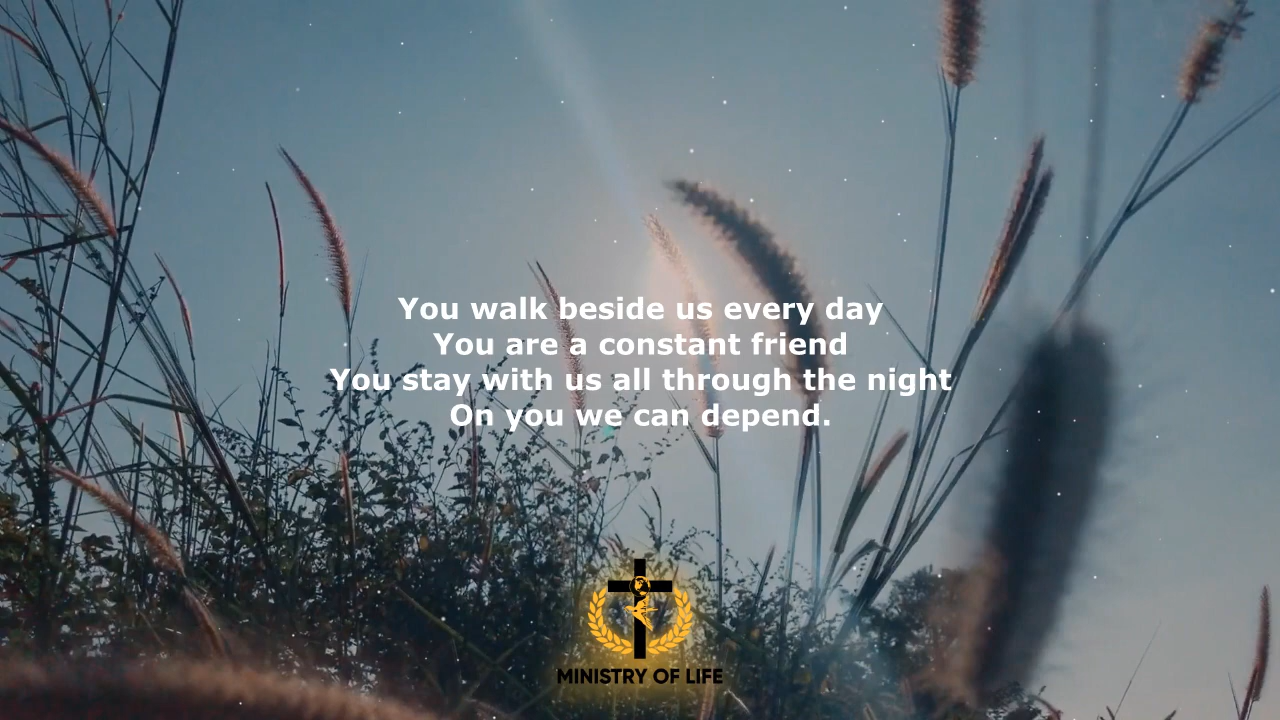 You walk beside us every day
You are a constant friend
You stay with us all through the night
On you we can depend.
MINISTRY OF LIFE